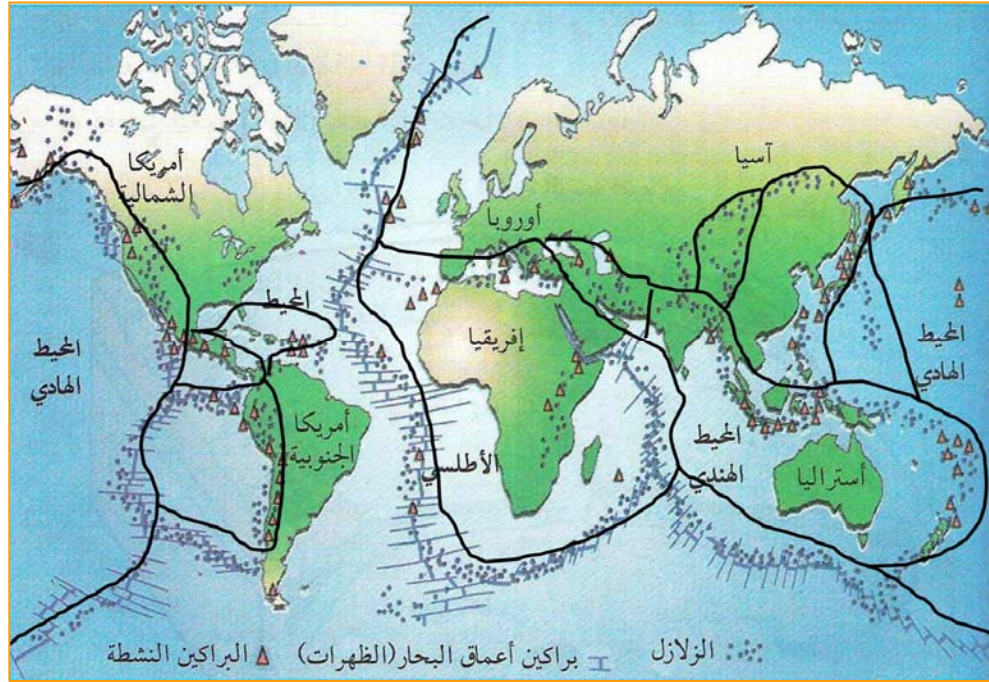 أمريكا
الشمالية
آسيا
أوروبا
المحيط
المحيط
الهادي
إفريقيا
المحيط
الهادي
أمريكا
الجنوبية
الأطلسي
المحيط
الهندي
أستراليا
الزلازل
براكين أعماق البحار(الظهرات)
البراكين النشطة